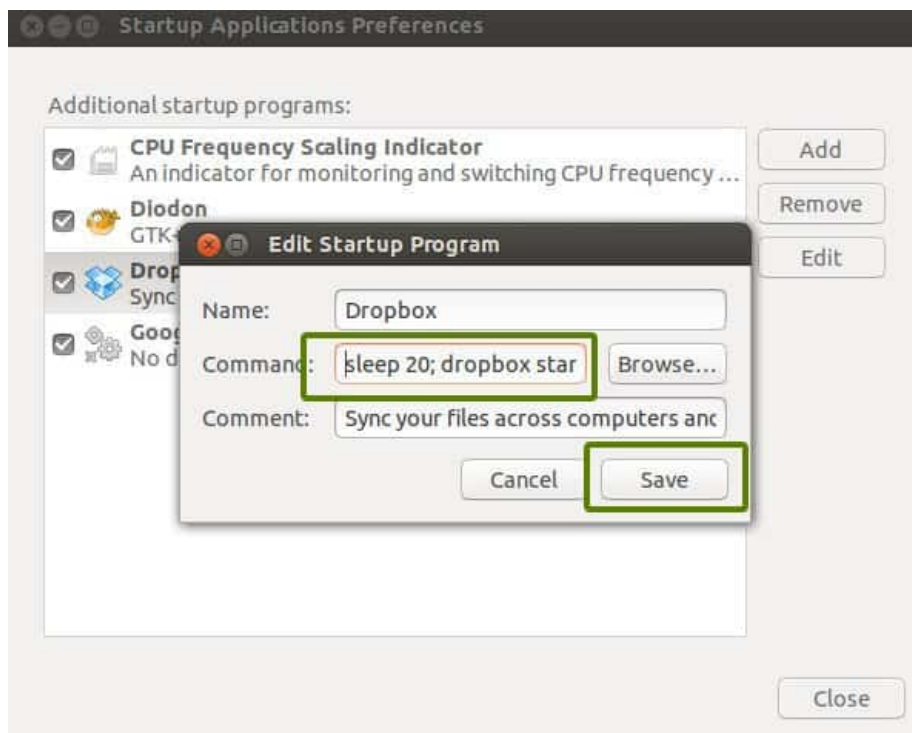 Startup Applications Preferences
Additional startup programs:
CPU Frequency Scaling Indicator
An indicator for monitoring and switching CPU frequency ...
Diodon
GTK+
Drop
Sync
Goog
No d
Add
Remove
Edit
Edit Startup Program
Name: Dropbox
Command: sleep 20; dropbox star Browse...
Comment: Sync your files across computers and
Cancel Save
Close